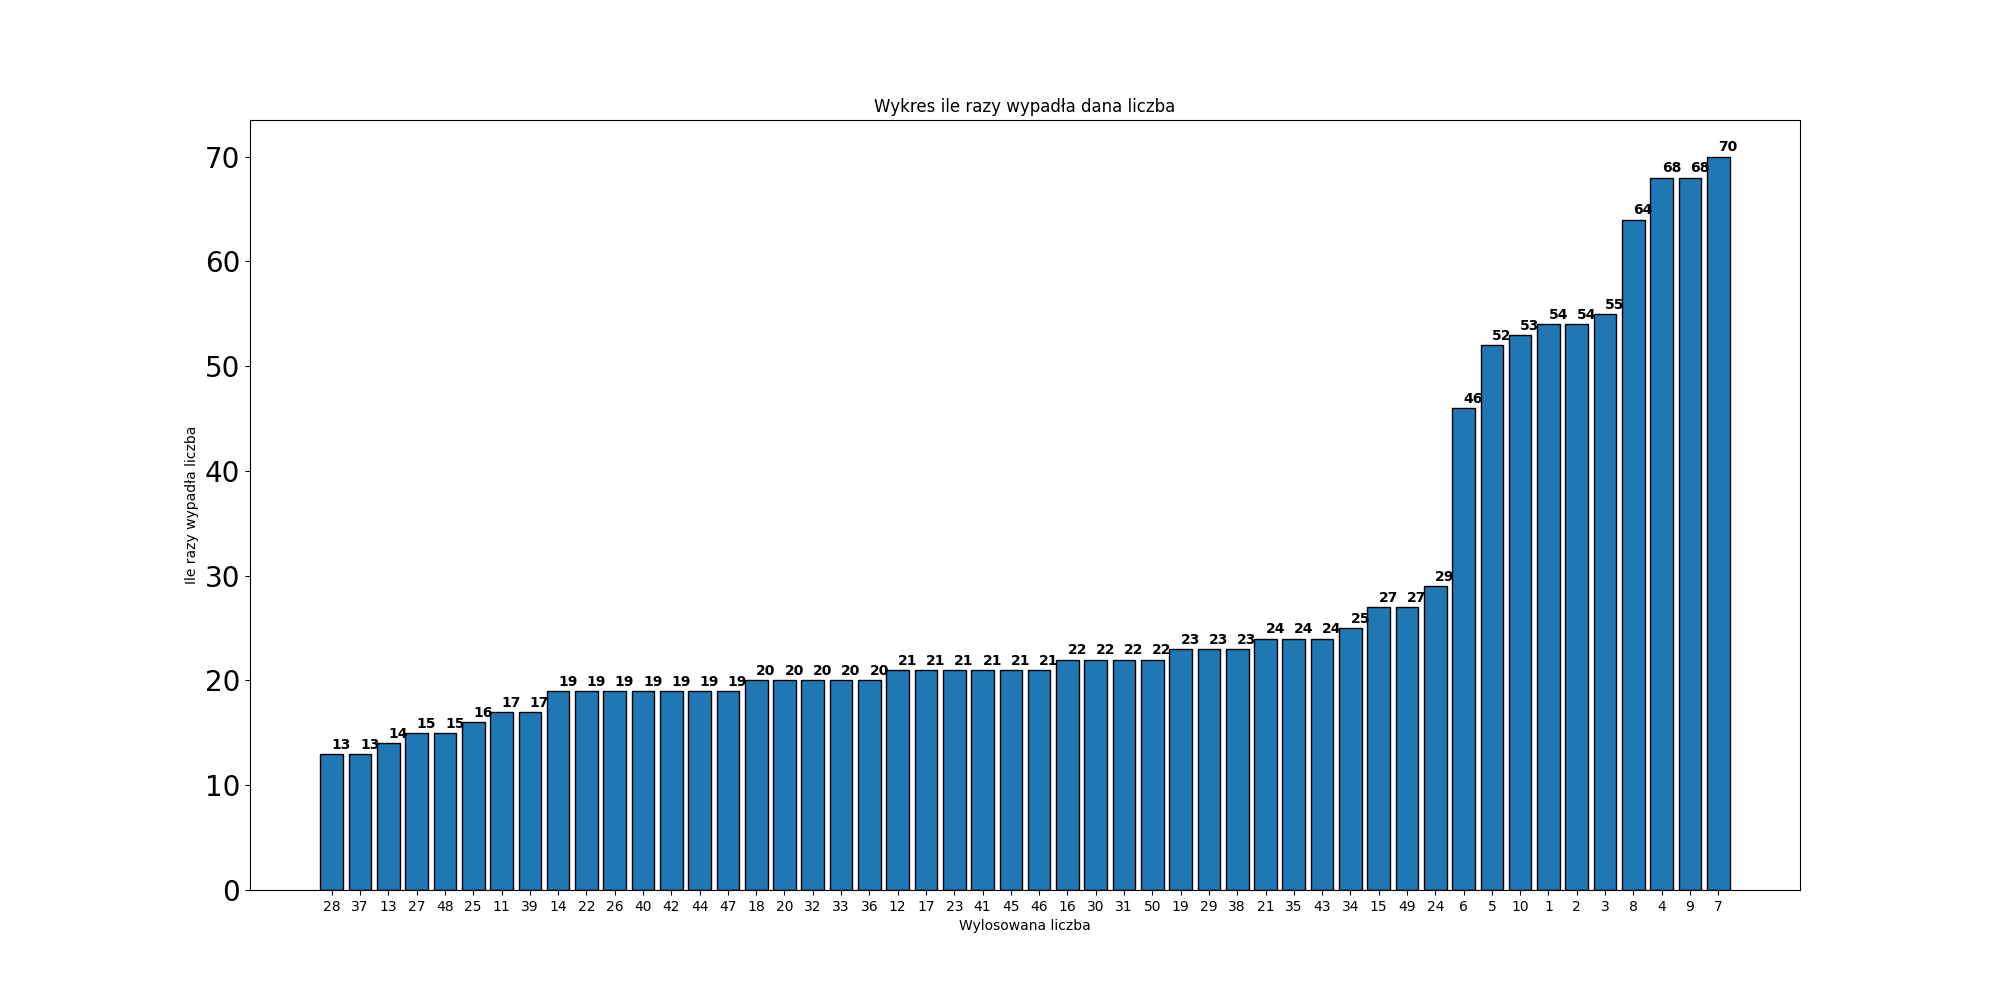 Wykres ile razy wypadła dana liczba
Ile razy wypadła liczba
70
60
50
40
30
20
10
0
13 13 14 15 15 16 17 17 19 19 19 19 19 19 19 20 20 20 20 20 21 21 21 21 21 21 22 22 22 22 23 23 23 24 24 24 25 27 27 29 46 52 53 54 54 55 64 68 68 70
28 37 13 27 48 25 11 39 14 22 26 40 42 44 47 18 20 32 33 36 12 17 23 41 45 46 16 30 31 50 19 29 38 21 35 43 34 15 49 24 6 5 10 1 2 3 8 4 9 7
Wylosowana liczba